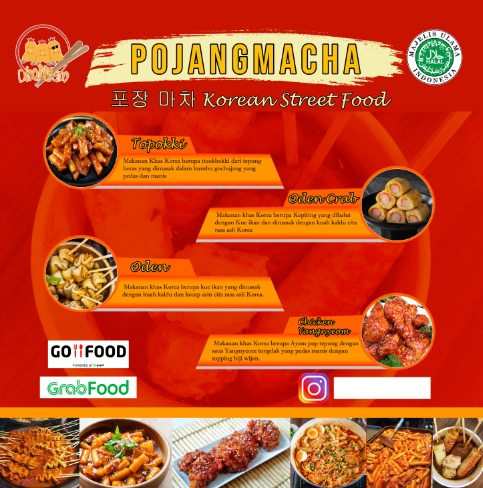 POJANGMACHA
MAJELIS ULAMA
HALAL
INDONESIA
포장 마차 Korean Street Food
Topokki
Makanan Khas Korea berupa tteokbokki dari tepung
beras yang dimasak dalam bumbu gochujang yang
pedas dan manis
Oden Crab
Makanan khas Korea berupa Kepiting yang dibalut
dengan Kue ikan dan dimasak dengan kuah kaldu cita
rasa asli Korea
Oden
Makanan khas Korea berupa kue ikan yang dimasak
dengan kuah kaldu dan kecap asin cita rasa asli Korea.
Chicken
Yangnyeom
Makanan khas Korea berupa Ayam pop tepung dengan
saus Yangnyeom tongdak yang pedas manis dengan
topping biji wijen.
GO FOOD
GrabFood